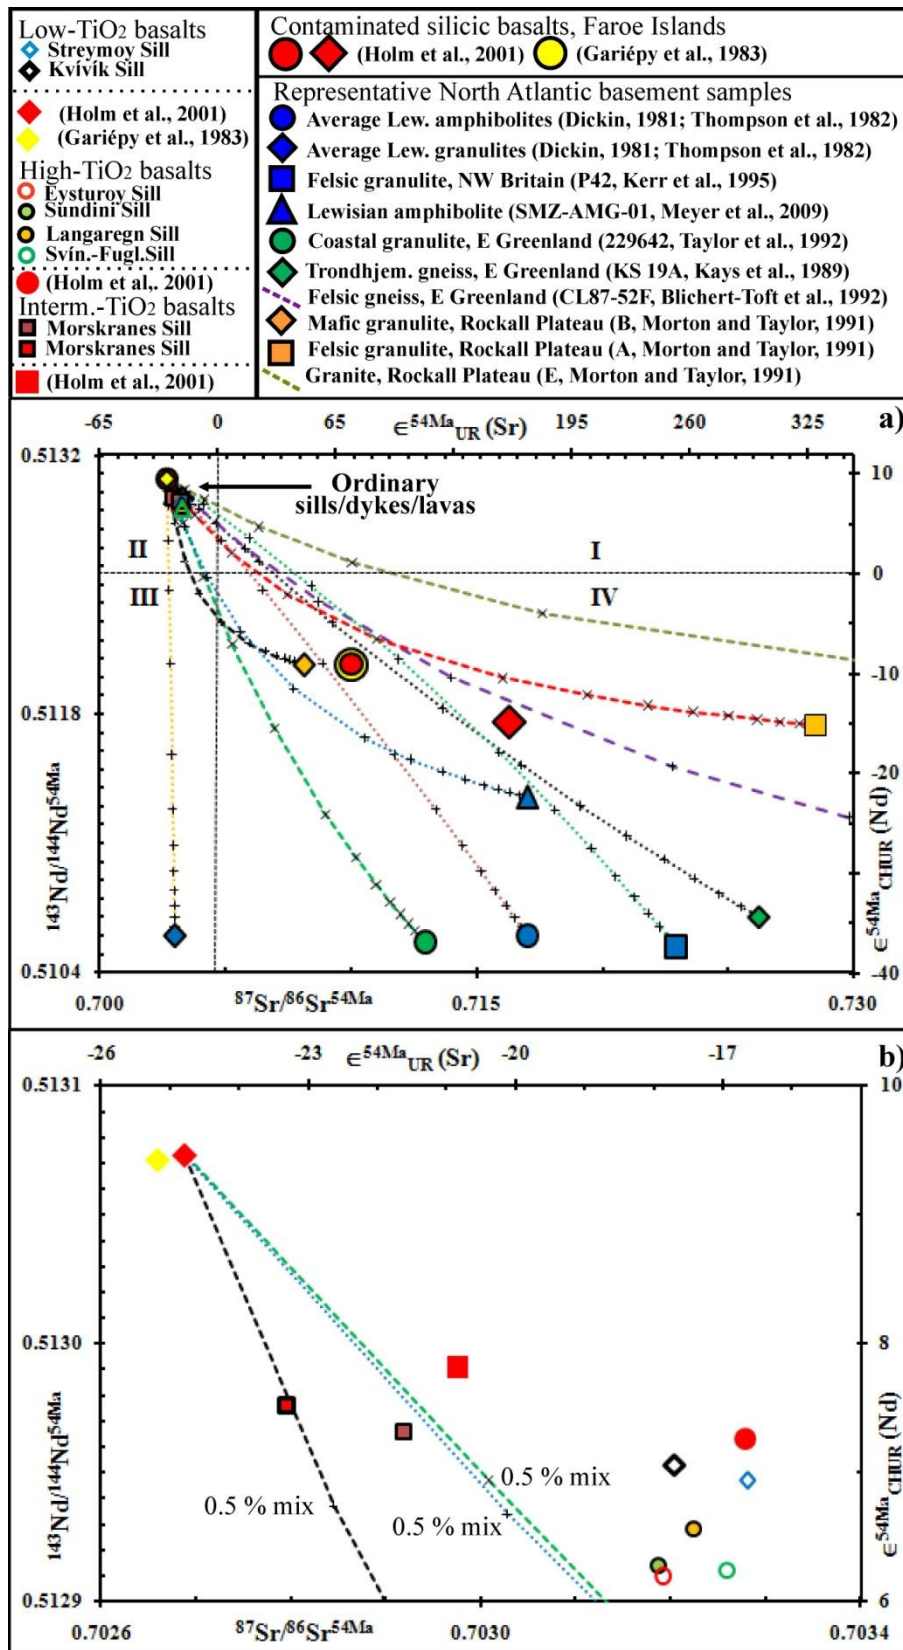 Low-TiO2 basalts
Streymoy Sill
Kvívík Sill
(Holm et al., 2001)
(Gariépy et al., 1983)
High-TiO2 basalts
Eysturoy Sill
Sundini Sill
Langaregn Sill
Svín.-Fugl.Sill
(Holm et al., 2001)
Interm.-TiO2 basalts
Morskranes Sill
Morskranes Sill
(Holm et al., 2001)
Contaminated silicic basalts, Faroe Islands
(Holm et al., 2001) (Gariépy et al., 1983)
Representative North Atlantic basement samples
Average Lew. amphibolites (Dickin, 1981; Thompson et al., 1982)
Average Lew. granulites (Dickin, 1981; Thompson et al., 1982)
Felsic granulite, NW Britain (P42, Kerr et al., 1995)
Lewisian amphibolite (SMZ-AMG-01, Meyer et al., 2009)
Coastal granulite, E Greenland (229642, Taylor et al., 1992)
Trondhjem. gneiss, E Greenland (KS 19A, Kays et al., 1989)
Felsic gneiss, E Greenland (CL87-52F, Blichert-Toft et al., 1992)
Mafic granulite, Rockall Plateau (B, Morton and Taylor, 1991)
Felsic granulite, Rockall Plateau (A, Morton and Taylor, 1991)
Granite, Rockall Plateau (E, Morton and Taylor, 1991)
a)
-65 0 65 ∈54Ma UR (Sr) 195 260 325
0.5132
10
Ordinary
sills/dykes/lavas
II
I
0
III
IV
-10
0.5118
-20
143Nd/144Nd54Ma
∈54Ma CHUR (Nd)
-30
0.5104
-40
0.700 87Sr/86Sr54Ma 0.715 0.730
b)
-26 -23 ∈54Ma UR (Sr) -20 -17
0.5131
10
0.5130
8
143Nd/144Nd54Ma
∈54Ma CHUR (Nd)
0.5 % mix
0.5 % mix
0.5 % mix
0.5129
6
0.7026 87Sr/86Sr54Ma 0.7030 0.7034